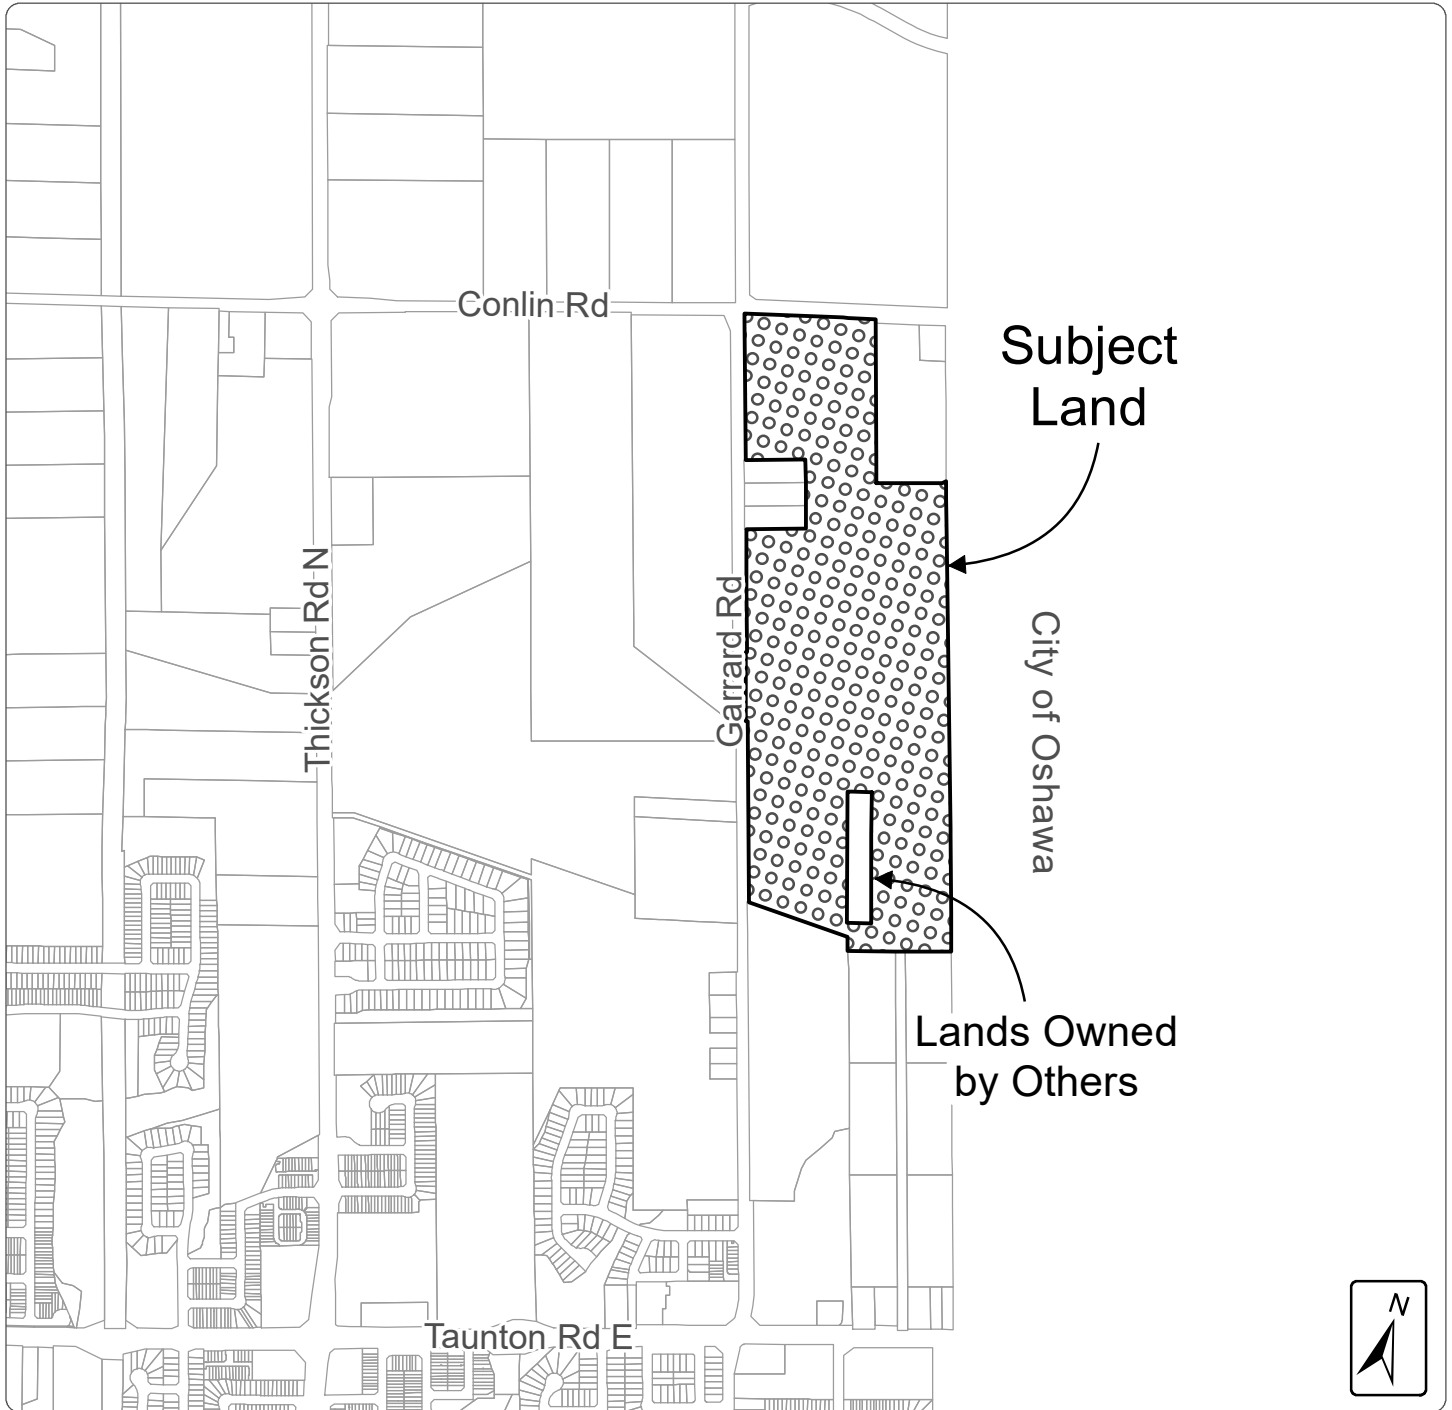 Conlin Rd
Subject
Land
Thickson Rd N
Garrard Rd
City of Oshawa
Lands Owned
by Others
Taunton Rd E
N